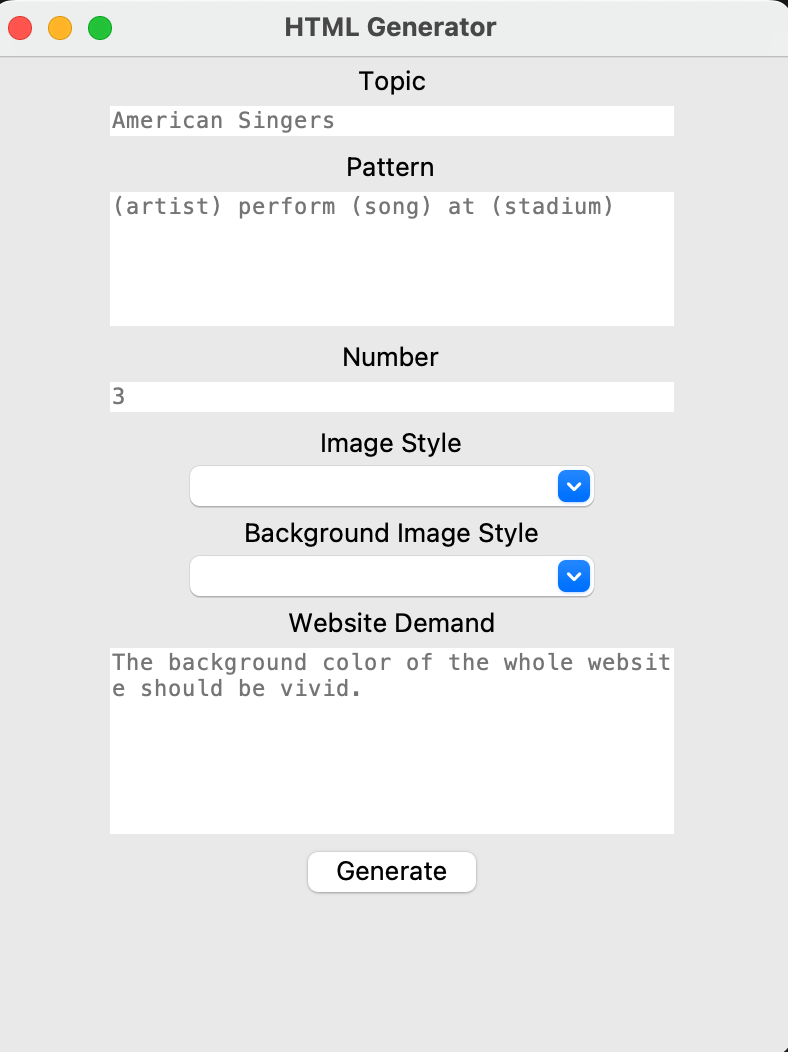 HTML Generator
Topic
American Singers
Pattern
(artist) perform (song) at (stadium)
Number
3
Image Style
Background Image Style
Website Demand
The background color of the whole websit
e should be vivid.
Generate